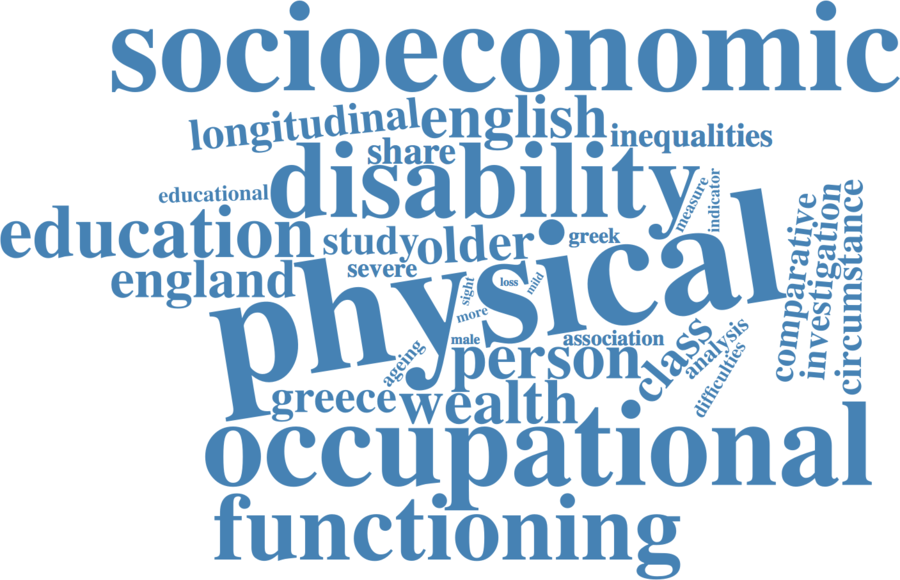 socioeconomic
longitudinal english inequalities
share
disability
educational
measure
indicator
education study older greek
england severe
physical
sight loss mild
more
male association
comparative
investigation
circumstance
ageing person class analysis
difficulties
greece wealth
occupational
functioning